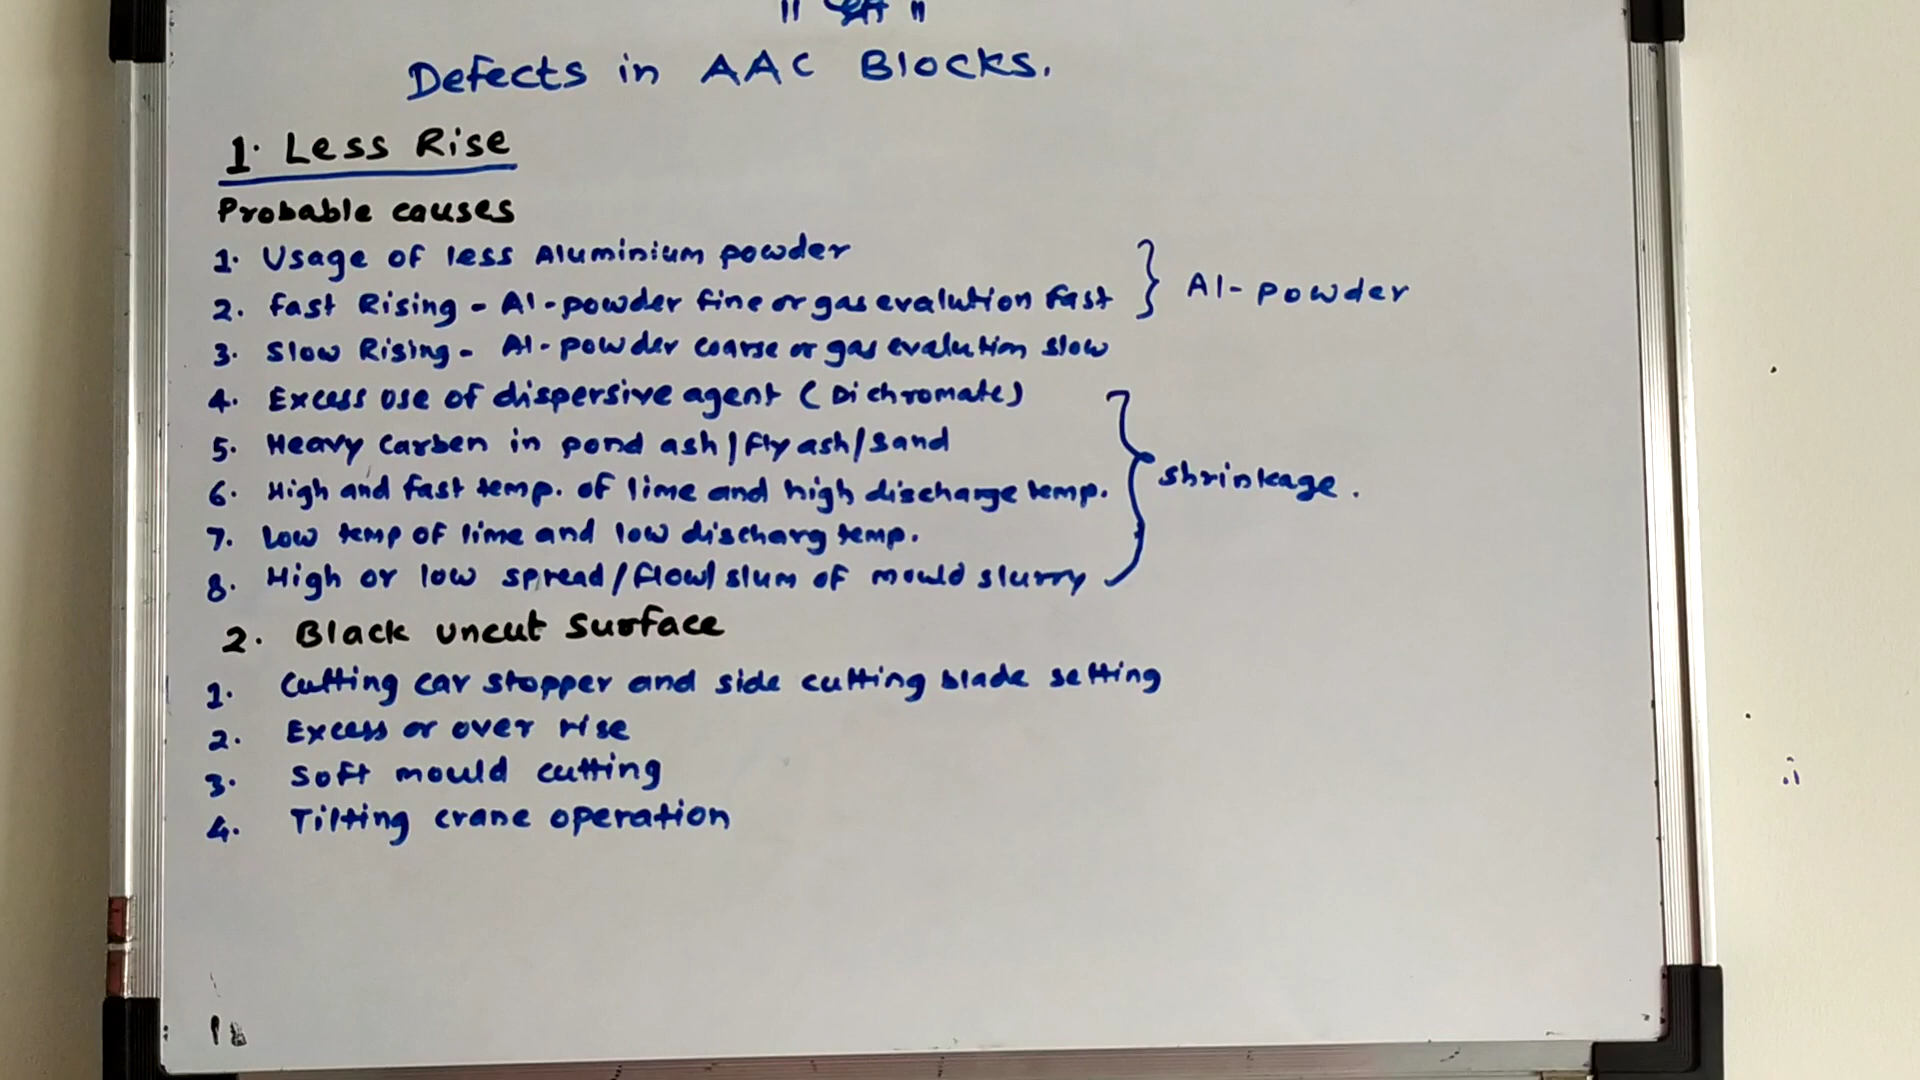 Defects in AAC Blocks.
1. Less Rise
Probable causes
1. Usage of less Aluminium powder
2. Fast Rising - Al-powder fine or gas evalution fast } Al-powder
3. Slow Rising - Al-powder coarse or gas evalution slow
4. Excess use of dispersive agent (Dichromate)
5. Heavy Carben in pond ash/fly ash/sand
6. High and fast temp. of lime and high discharge temp. } shrinkage.
7. Low temp of lime and low discharg temp.
8. High or low spread/flow/slum of mould slurry
2. Black uncut Surface
1. Cutting car stopper and side cutting blade setting
2. Excess or over rise
3. Soft mould cutting
4. Tilting crane operation